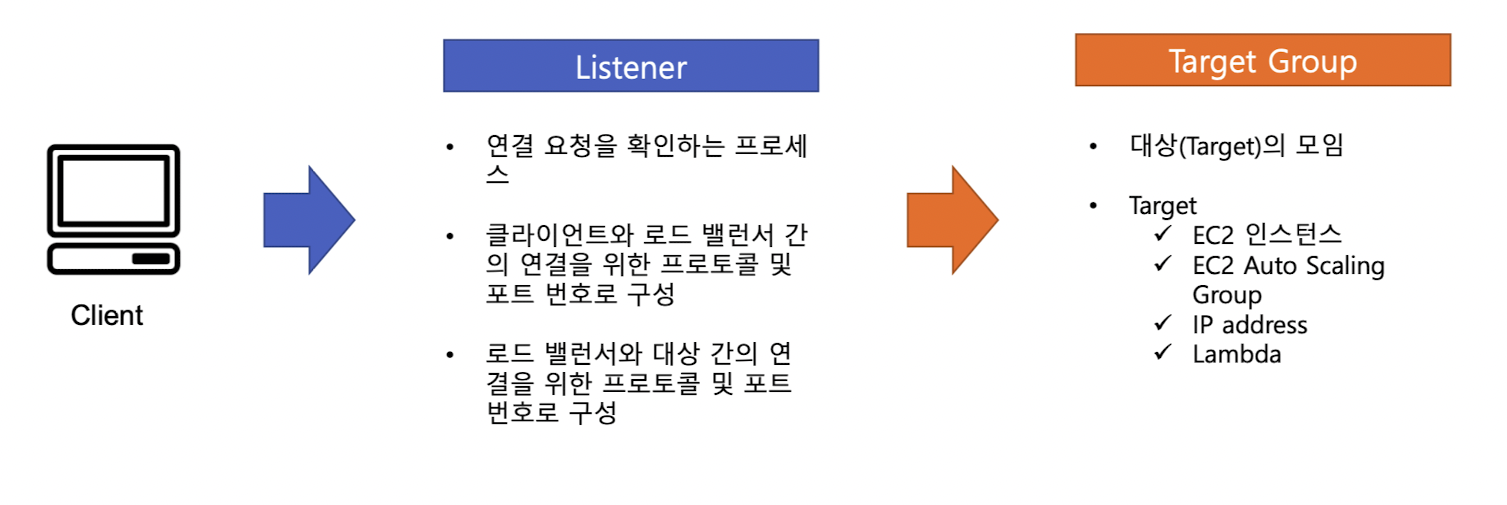 Client
Listener
• 연결 요청을 확인하는 프로세
스
• 클라이언트와 로드 밸런서 간
의 연결을 위한 프로토콜 및
포트 번호로 구성
• 로드 밸런서와 대상 간의 연
결을 위한 프로토콜 및 포트
번호로 구성
Target Group
• 대상(Target)의 모임
• Target
✓ EC2 인스턴스
✓ EC2 Auto Scaling
Group
✓ IP address
✓ Lambda